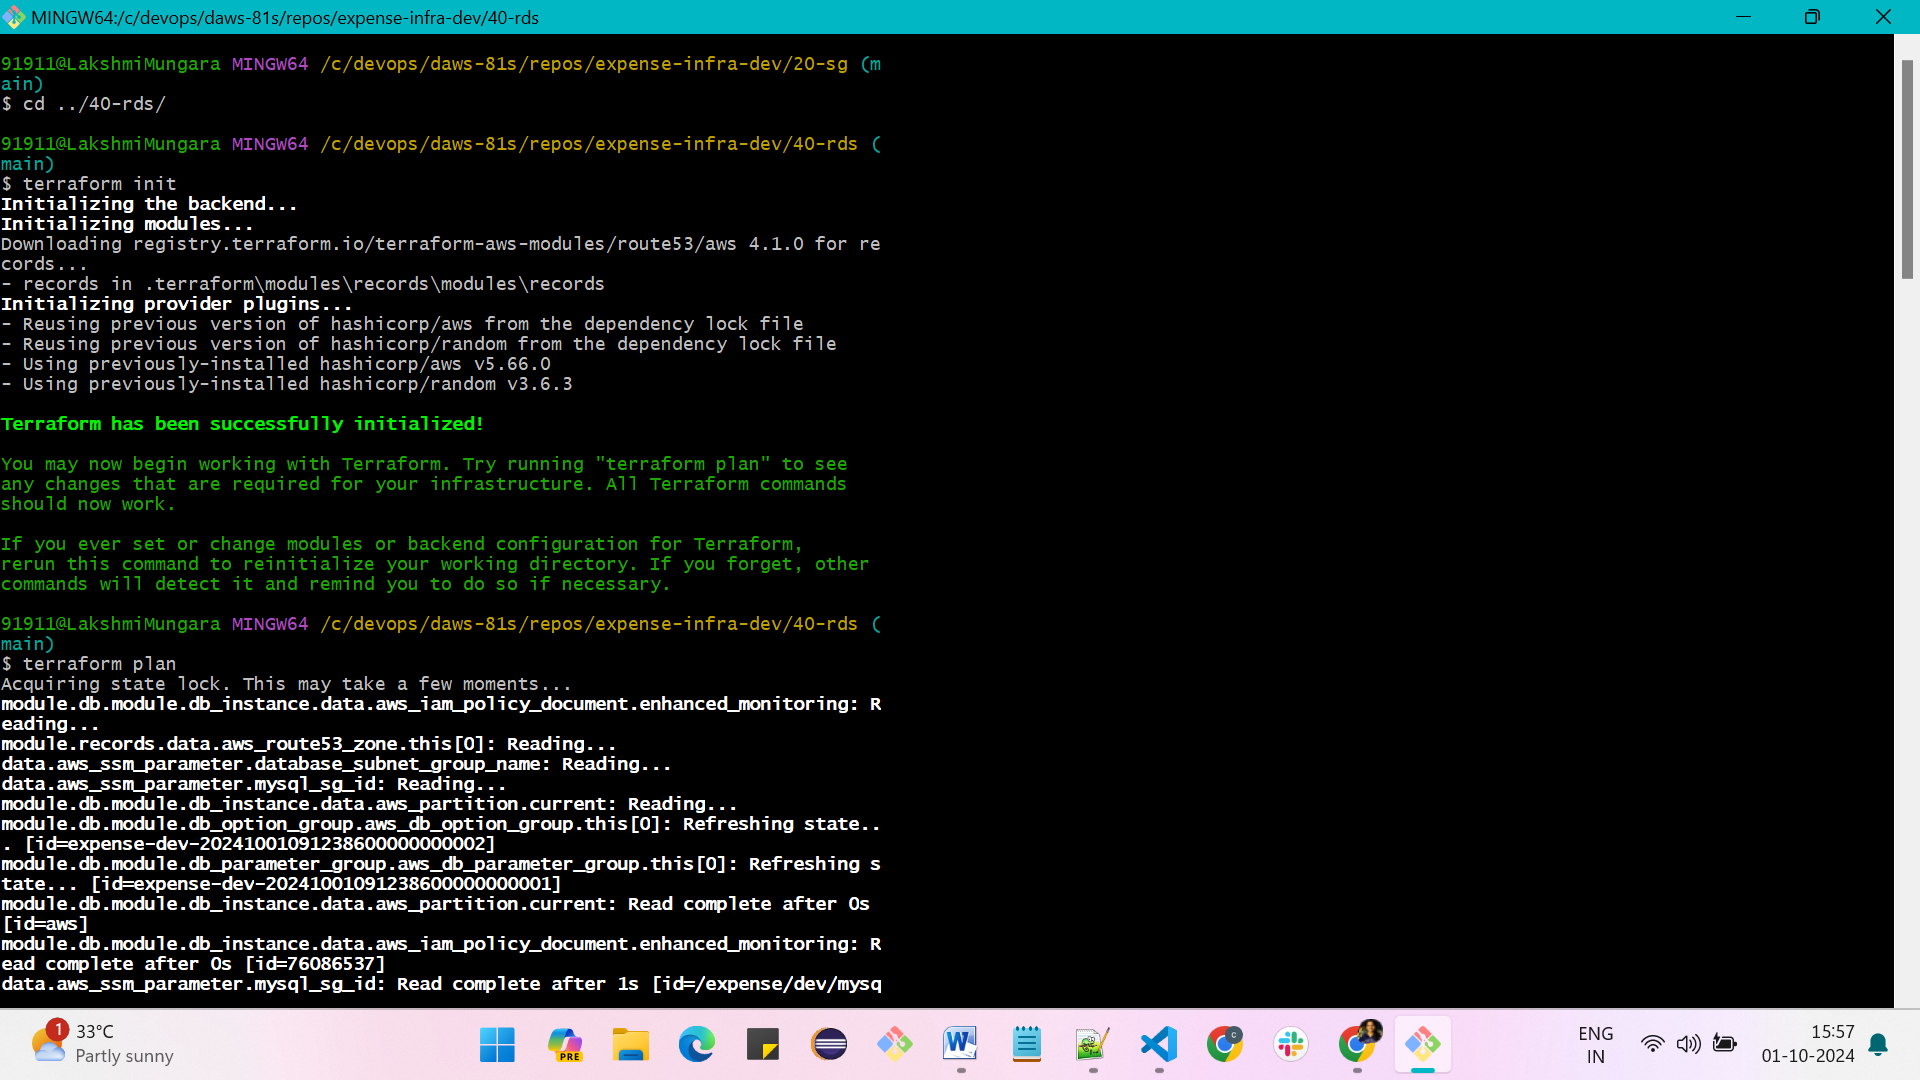 MINGW64:/c/devops/daws-81s/repos/expense-infra-dev/40-rds
91911@LakshmiMungara MINGW64 /c/devops/daws-81s/repos/expense-infra-dev/20-sg (m
ain)
$ cd ../40-rds/
91911@LakshmiMungara MINGW64 /c/devops/daws-81s/repos/expense-infra-dev/40-rds (
main)
$ terraform init
Initializing the backend...
Initializing modules...
Downloading registry.terraform.io/terraform-aws-modules/route53/aws 4.1.0 for re
cords...
- records in .terraform\modules\records\modules\records
Initializing provider plugins...
- Reusing previous version of hashicorp/aws from the dependency lock file
- Reusing previous version of hashicorp/random from the dependency lock file
- Using previously-installed hashicorp/aws v5.66.0
- Using previously-installed hashicorp/random v3.6.3
Terraform has been successfully initialized!
You may now begin working with Terraform. Try running "terraform plan" to see
any changes that are required for your infrastructure. All Terraform commands
should now work.
If you ever set or change modules or backend configuration for Terraform,
rerun this command to reinitialize your working directory. If you forget, other
commands will detect it and remind you to do so if necessary.
91911@LakshmiMungara MINGW64 /c/devops/daws-81s/repos/expense-infra-dev/40-rds (
main)
$ terraform plan
Acquiring state lock. This may take a few moments...
module.db.module.db_instance.data.aws_iam_policy_document.enhanced_monitoring: R
eading...
module.records.data.aws_route53_zone.this[0]: Reading...
data.aws_ssm_parameter.database_subnet_group_name: Reading...
data.aws_ssm_parameter.mysql_sg_id: Reading...
module.db.module.db_instance.data.aws_partition.current: Reading...
module.db.module.db_option_group.aws_db_option_group.this[0]: Refreshing state..
. [id=expense-dev-20241001091238600000000002]
module.db.module.db_parameter_group.aws_db_parameter_group.this[0]: Refreshing s
tate... [id=expense-dev-20241001091238600000000001]
module.db.module.db_instance.data.aws_partition.current: Read complete after 0s
[id=aws]
module.db.module.db_instance.data.aws_iam_policy_document.enhanced_monitoring: R
ead complete after 0s [id=76086537]
data.aws_ssm_parameter.mysql_sg_id: Read complete after 1s [id=/expense/dev/mysq
1
33°C
Partly sunny
PRE
W
C
ENG
IN
15:57
01-10-2024